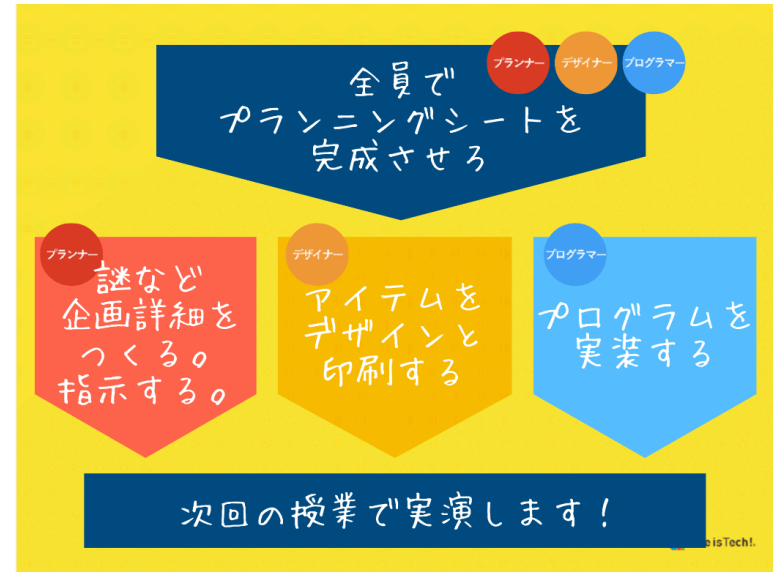 プランナー
デザイナー
プログラマー
全員で
プランニングシートを
完成させろ
プランナー
謎など
企画詳細を
つくる。
指示する。
デザイナー
アイテムを
デザインと
印刷する
プログラマー
プログラムを
実装する
次回の授業で実演します!
e isTech!.